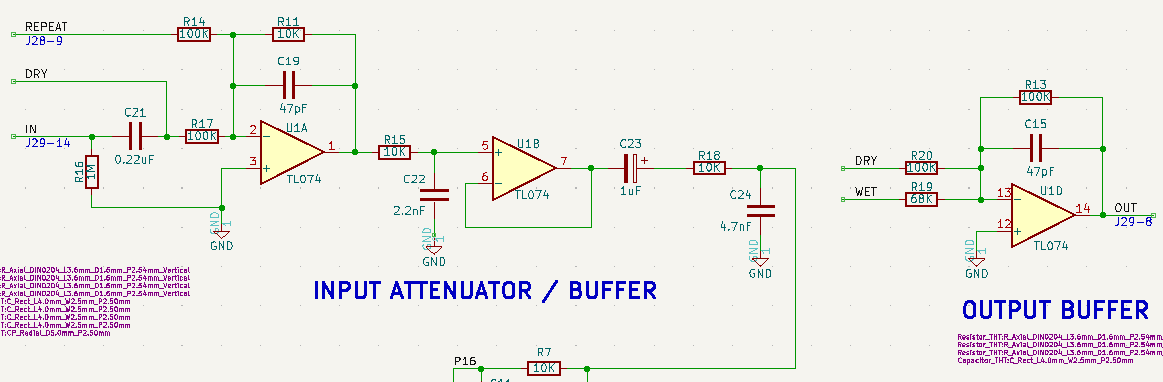 REPEAT
J28-9
R14
100K
R11
10K
C19
47pF
DRY
C21
0.22uF
IN
J29-14
R17
100K
R16
1M
2
3
1
U1A
TL074
GND
1
GND
R15
10K
C22
2.2nF
GND
1
GND
5
6
7
U1B
TL074
C23
+
1uF
R18
10K
C24
4.7nF
GND
1
GND
INPUT ATTENUATOR / BUFFER
R13
100K
C15
47pF
DRY
R20
100K
WET
R19
68K
13
12
14
U1D
TL074
OUT
J29-8
GND
1
GND
OUTPUT BUFFER
R_Axial_DIN0204_L3.6mm_D1.6mm_P2.54mm_Vertical
R_Axial_DIN0204_L3.6mm_D1.6mm_P2.54mm_Vertical
R_Axial_DIN0204_L3.6mm_D1.6mm_P2.54mm_Vertical
R_Axial_DIN0204_L3.6mm_D1.6mm_P2.54mm_Vertical
T:C_Rect_L4.0mm_W2.5mm_P2.50mm
T:C_Rect_L4.0mm_W2.5mm_P2.50mm
T:C_Rect_L4.0mm_W2.5mm_P2.50mm
T:C_Rect_L4.0mm_W2.5mm_P2.50mm
T:CP_Radial_D5.0mm_P2.50mm
Resistor_THT:R_Axial_DIN0204_L3.6mm_D1.6mm_P2.54mm
Resistor_THT:R_Axial_DIN0204_L3.6mm_D1.6mm_P2.54mm
Resistor_THT:R_Axial_DIN0204_L3.6mm_D1.6mm_P2.54mm
Capacitor_THT:C_Rect_L4.0mm_W2.5mm_P2.50mm
P16
R7
10K